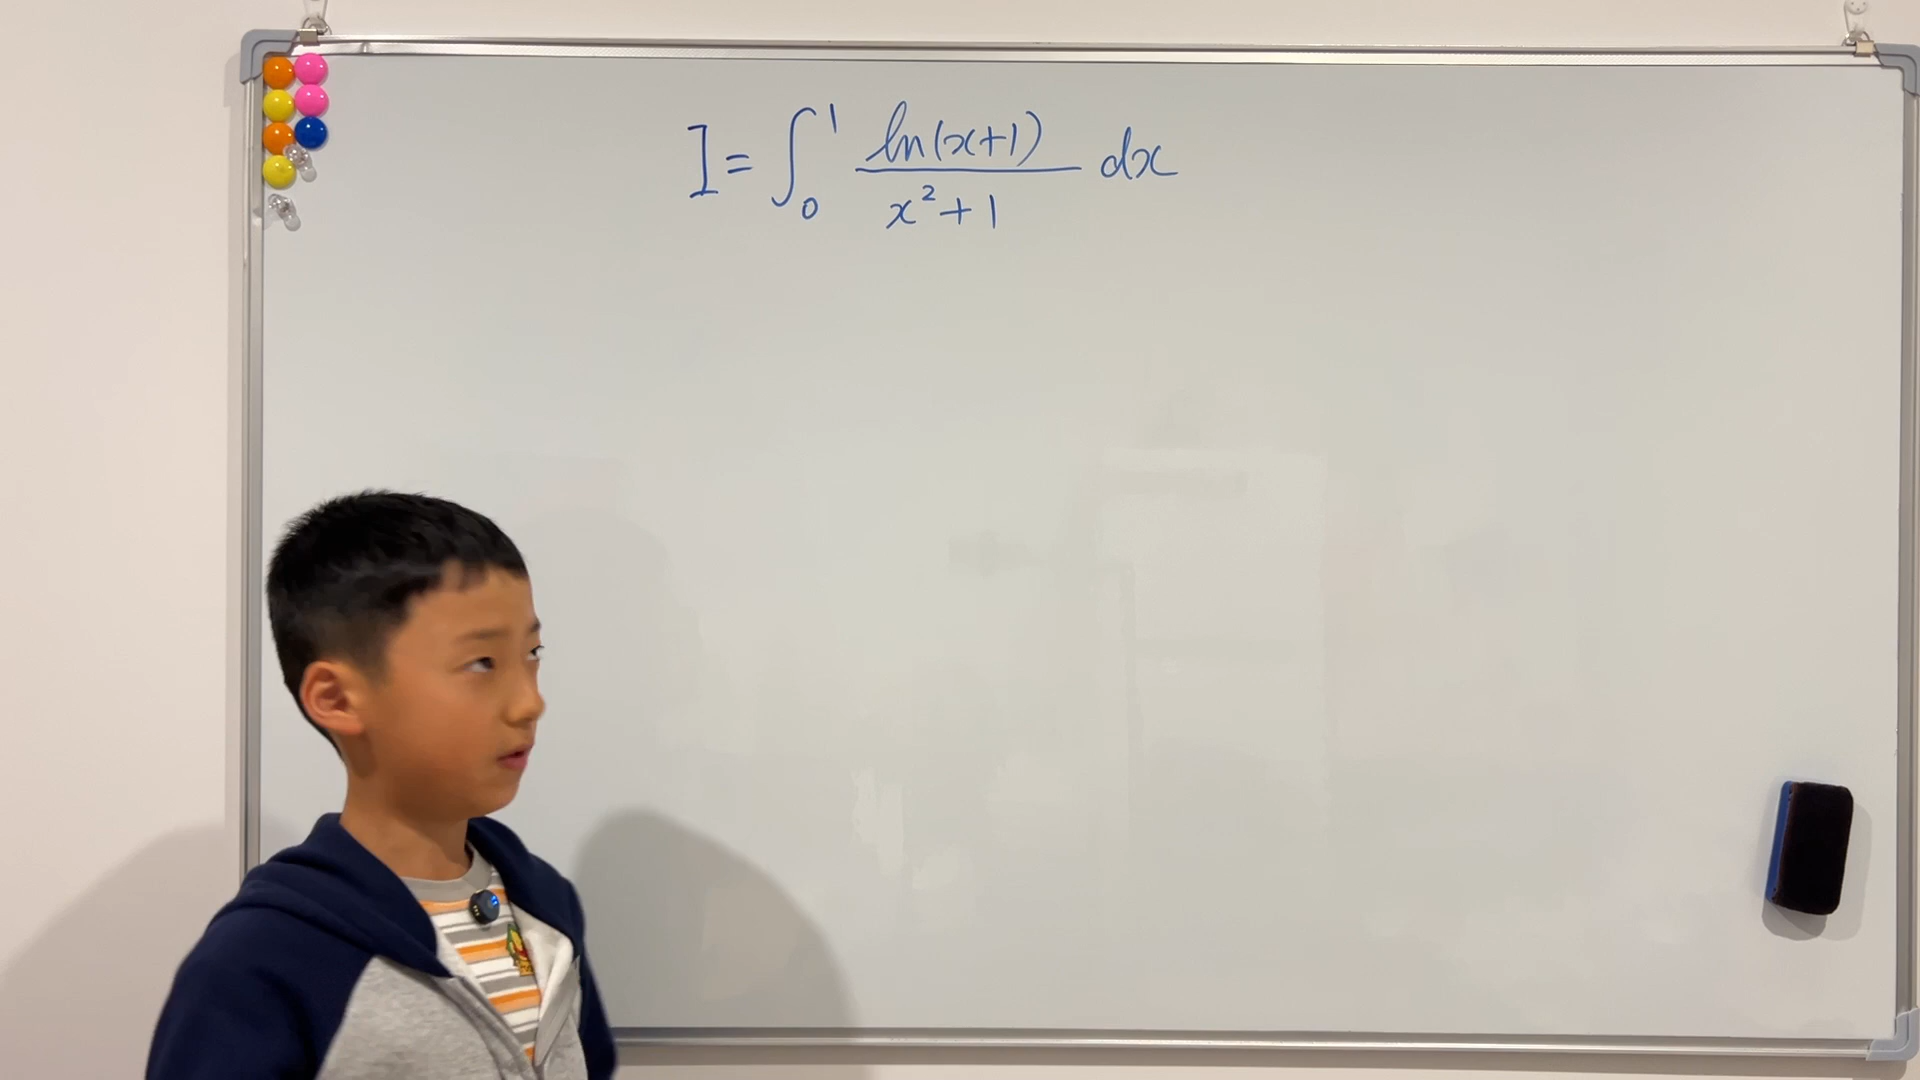 I = ∫₀¹ ln(x+1) / x²+1 dx